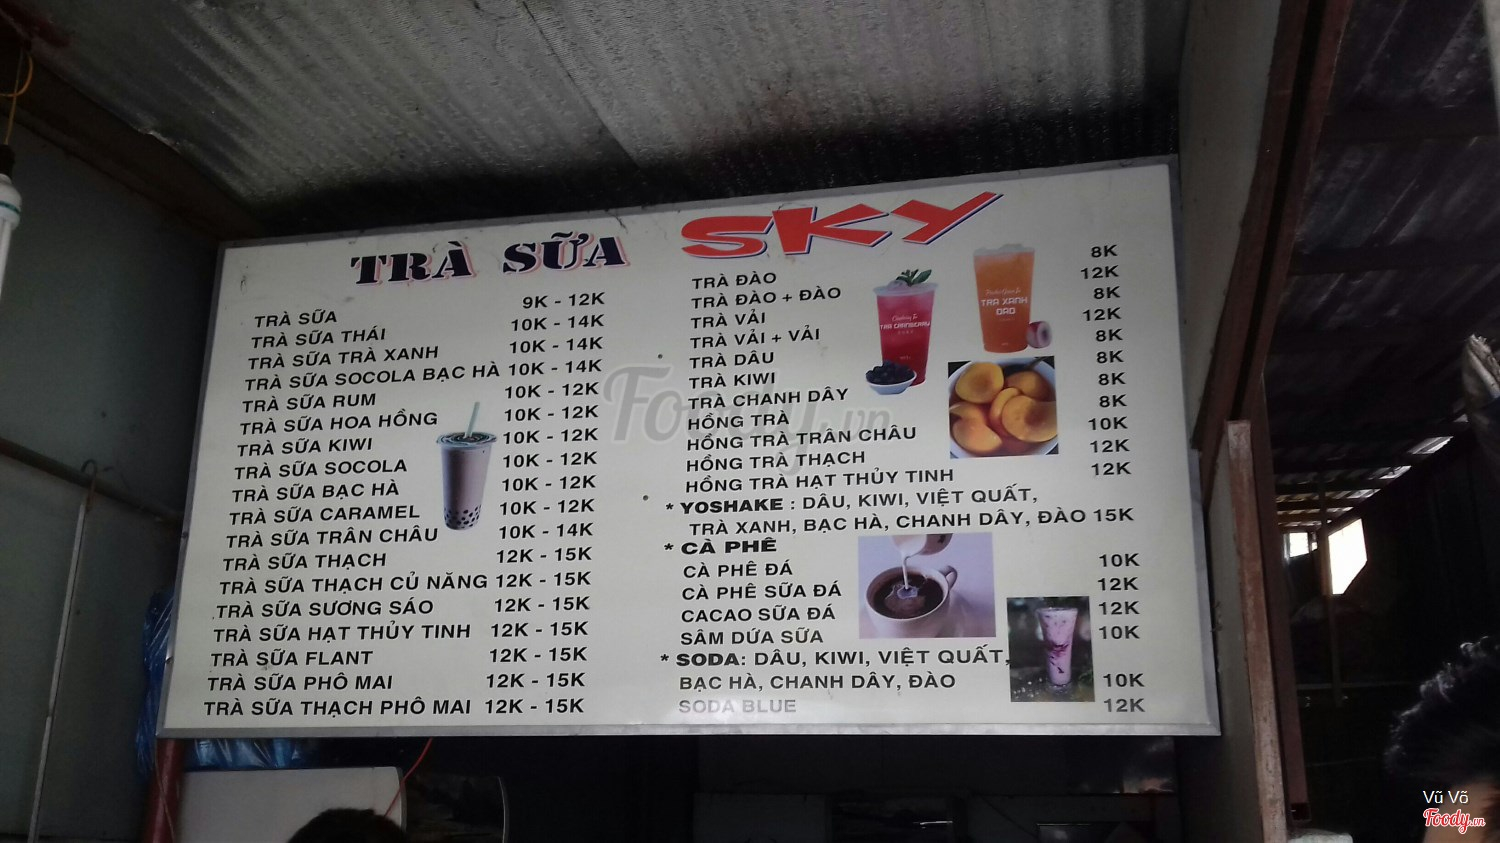 TRÀ SỮA SKY
TRÀ SỮA 9K - 12K
TRÀ SỮA THÁI 10K - 14K
TRÀ SỮA TRÀ XANH 10K - 14K
TRÀ SỮA SOCOLA BẠC HÀ 10K - 14K
TRÀ SỮA RUM 10K - 12K
TRÀ SỮA HOA HỒNG 10K - 12K
TRÀ SỮA KIWI 10K - 12K
TRÀ SỮA SOCOLA 10K - 12K
TRÀ SỮA BẠC HÀ 10K - 12K
TRÀ SỮA CARAMEL 10K - 12K
TRÀ SỮA TRÂN CHÂU 10K - 14K
TRÀ SỮA THẠCH 12K - 15K
TRÀ SỮA THẠCH CỦ NĂNG 12K - 15K
TRÀ SỮA SƯƠNG SÁO 12K - 15K
TRÀ SỮA HẠT THỦY TINH 12K - 15K
TRÀ SỮA FLANT 12K - 15K
TRÀ SỮA PHÔ MAI 12K - 15K
TRÀ SỮA THẠCH PHÔ MAI 12K - 15K
TRÀ ĐÀO 8K
TRÀ ĐÀO + ĐÀO 12K
TRÀ VẢI 8K
TRÀ VẢI + VẢI 12K
TRÀ DÂU 8K
TRÀ KIWI 8K
TRÀ CHANH DÂY 8K
HỒNG TRÀ 8K
HỒNG TRÀ TRÂN CHÂU 10K
HỒNG TRÀ THẠCH 12K
HỒNG TRÀ HẠT THỦY TINH 12K
* YOSHAKE : DÂU, KIWI, VIỆT QUẤT,
TRÀ XANH, BẠC HÀ, CHANH DÂY, ĐÀO 15K
* CÀ PHÊ
CÀ PHÊ ĐÁ 10K
CÀ PHÊ SỮA ĐÁ 12K
CACAO SỮA ĐÁ 12K
SÂM DỨA SỮA 10K
* SODA: DÂU, KIWI, VIỆT QUẤT,
BẠC HÀ, CHANH DÂY, ĐÀO 10K
SODA BLUE 12K
TRÀ CRANBERRY
TRÀ XANH
ĐÀO
Foody.vn
Vũ Võ
Foody.vn